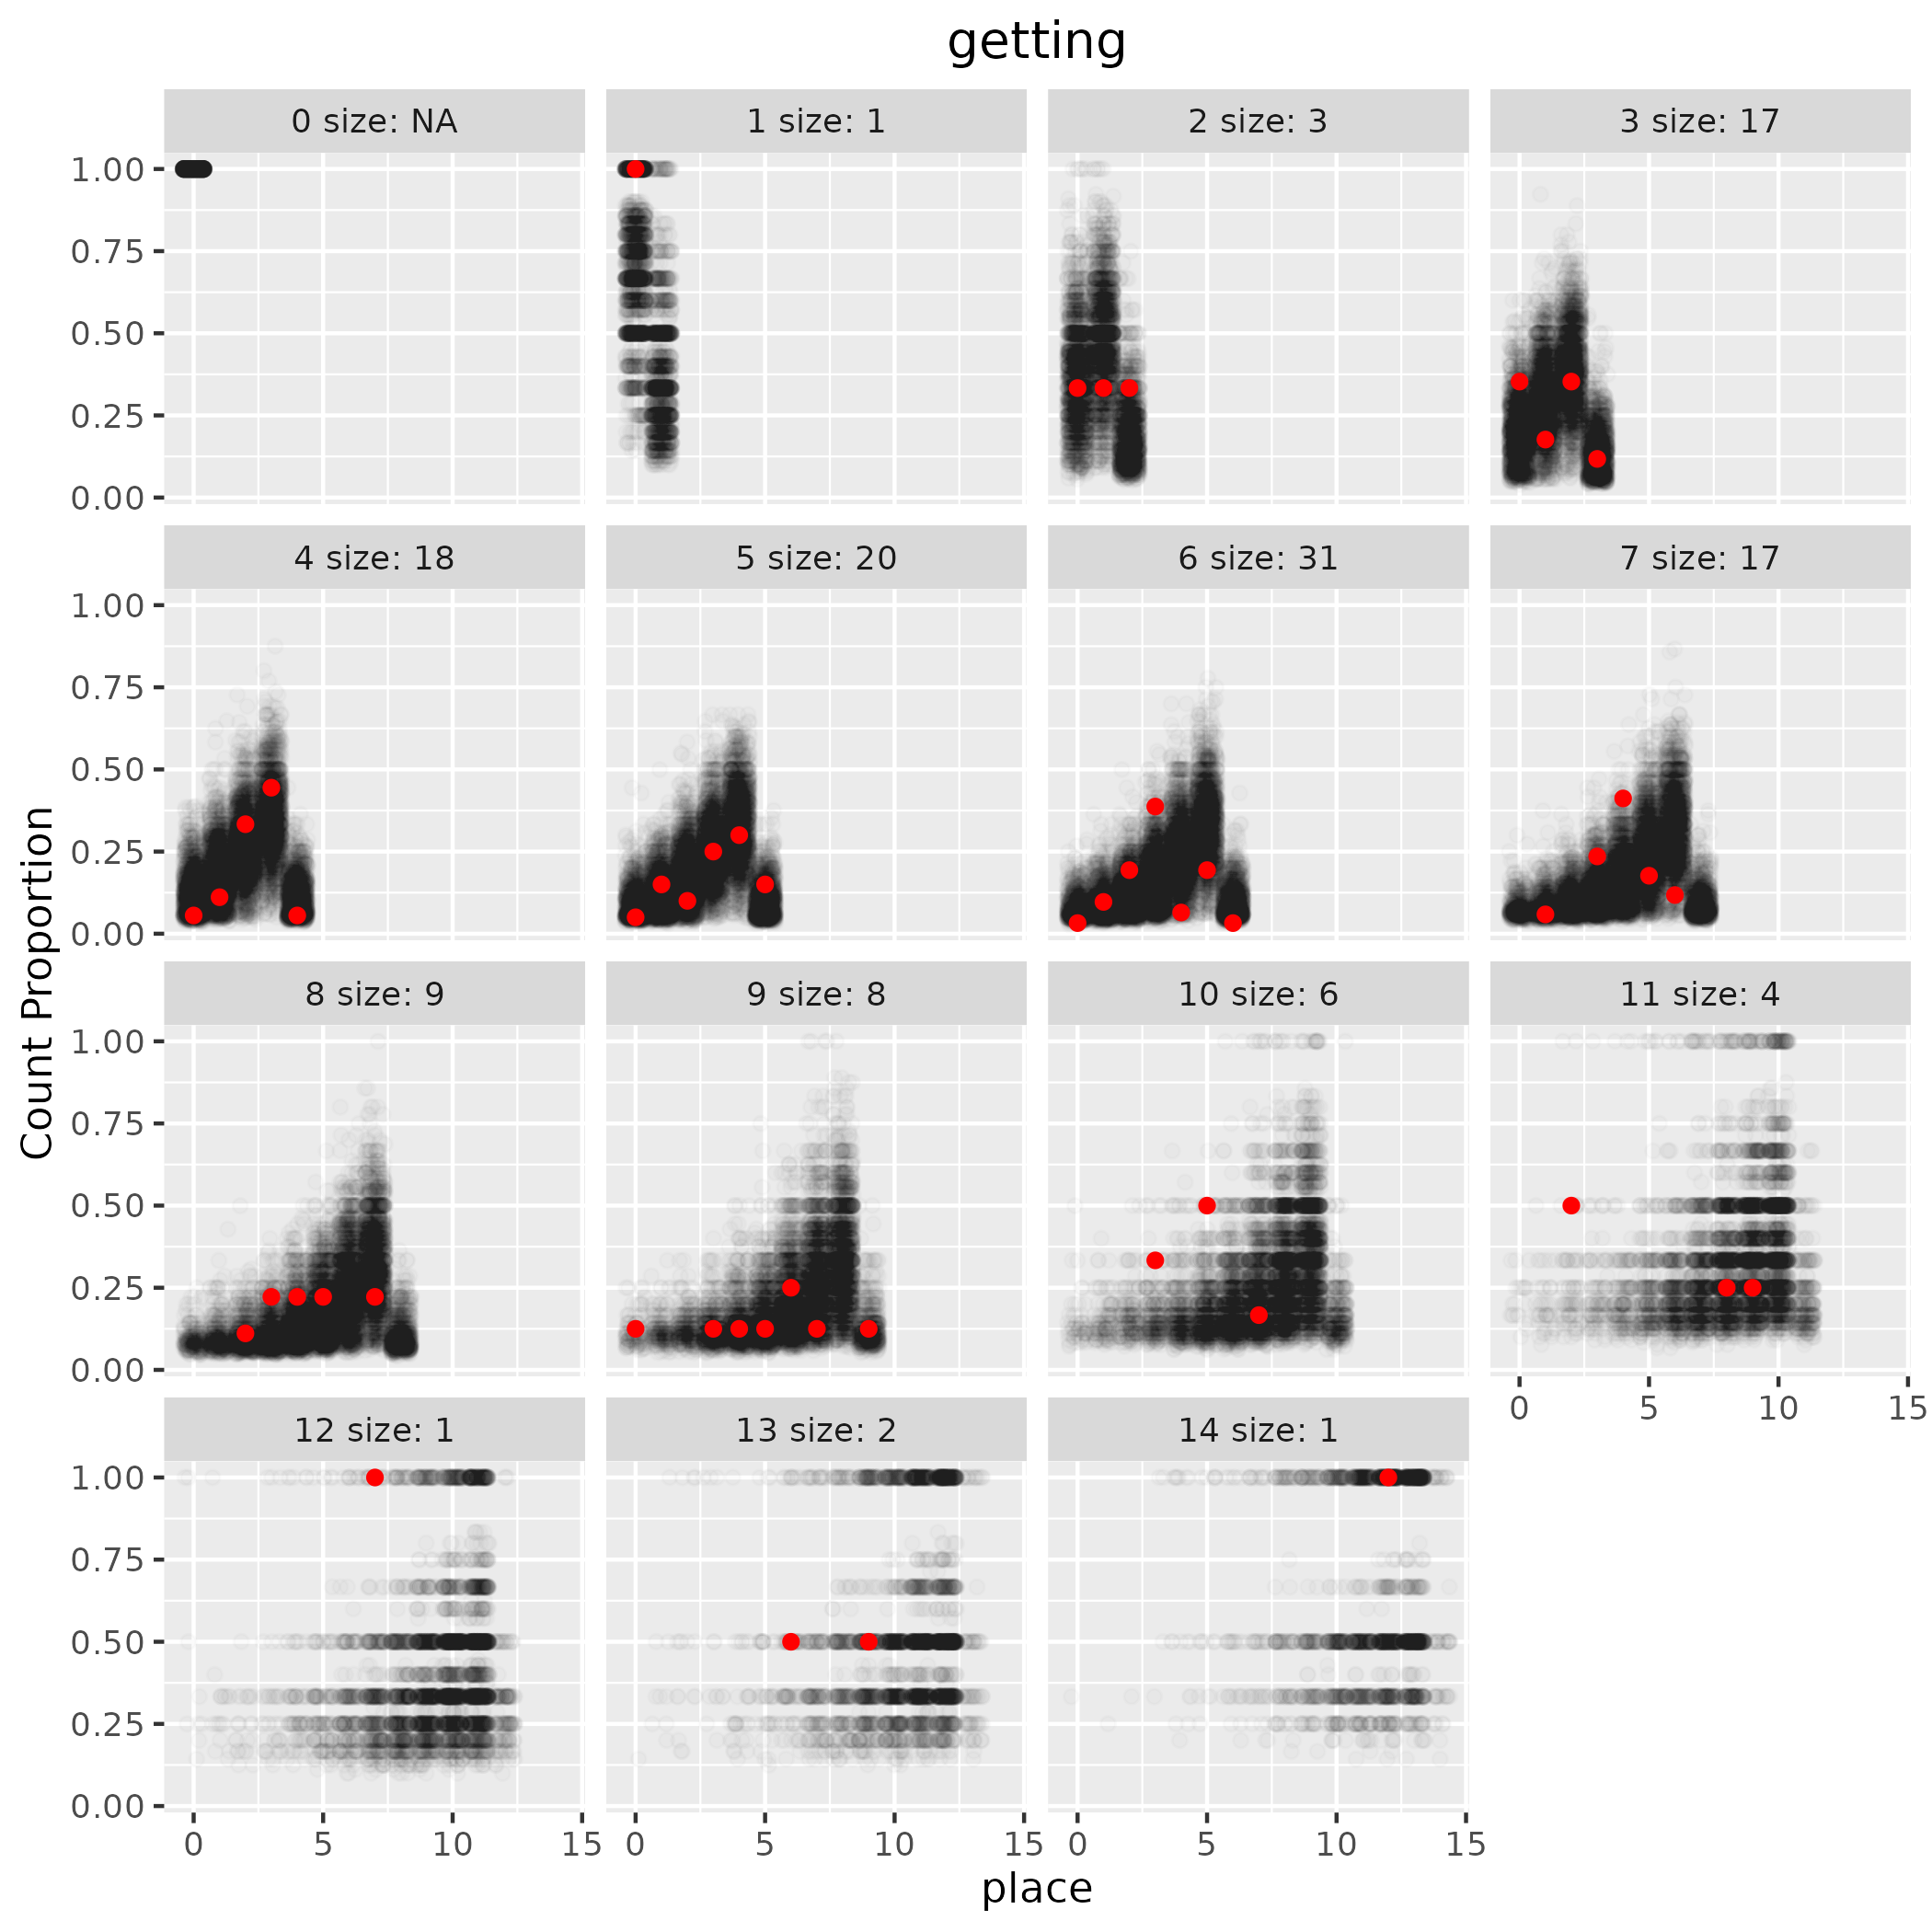 getting
0 size: NA
1 size: 1
2 size: 3
3 size: 17
1.00
0.75
0.50
0.25
0.00
4 size: 18
5 size: 20
6 size: 31
7 size: 17
1.00
0.75
0.50
0.25
0.00
Count Proportion
8 size: 9
9 size: 8
10 size: 6
11 size: 4
1.00
0.75
0.50
0.25
0.00
0 5 10 15
12 size: 1
13 size: 2
14 size: 1
1.00
0.75
0.50
0.25
0.00
0 5 10 15
0 5 10 15
0 5 10 15
place